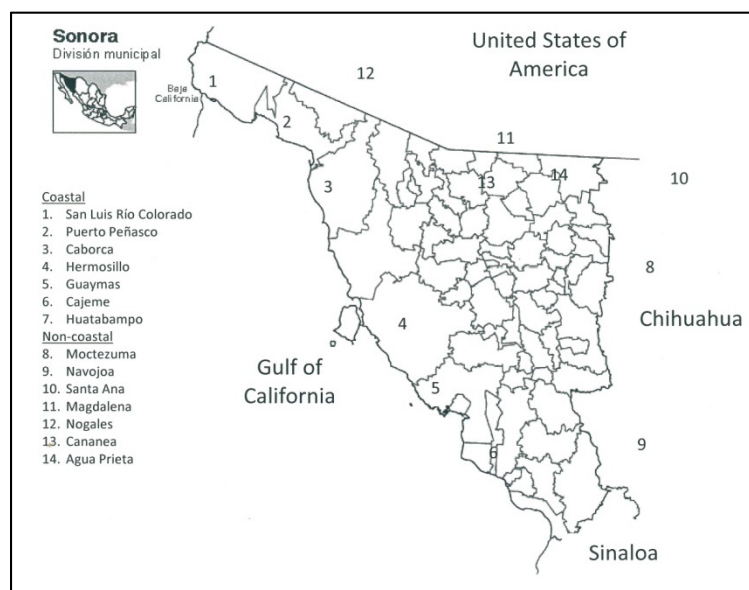 Sonora
División municipal
United States of
America
Baja
California
1
12
2
11
3
13
14
10
Coastal
1. San Luis Río Colorado
2. Puerto Peñasco
3. Caborca
4. Hermosillo
5. Guaymas
6. Cajeme
7. Huatabampo
Non-coastal
8. Moctezuma
9. Navojoa
10. Santa Ana
11. Magdalena
12. Nogales
13. Cananea
14. Agua Prieta
8
Chihuahua
4
Gulf of
California
5
9
6
Sinaloa